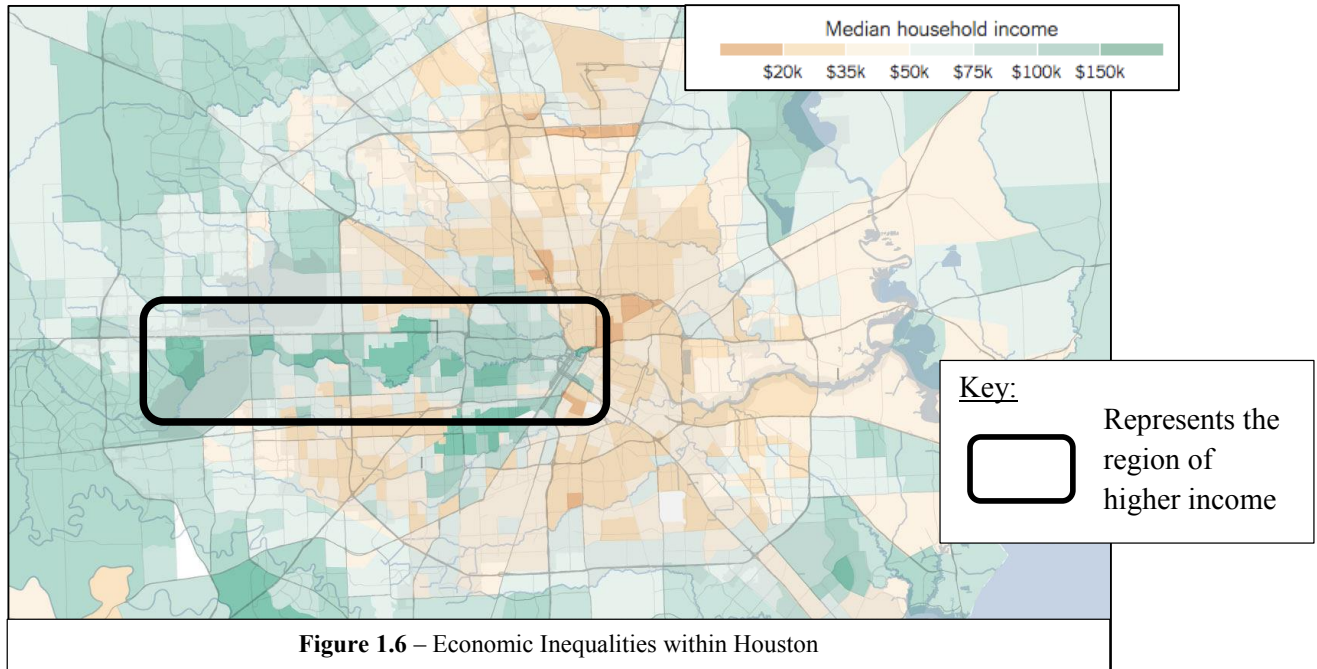 Median household income
$20k $35k $50k $75k $100k $150k
Key:
Represents the
region of
higher income
Figure 1.6 – Economic Inequalities within Houston